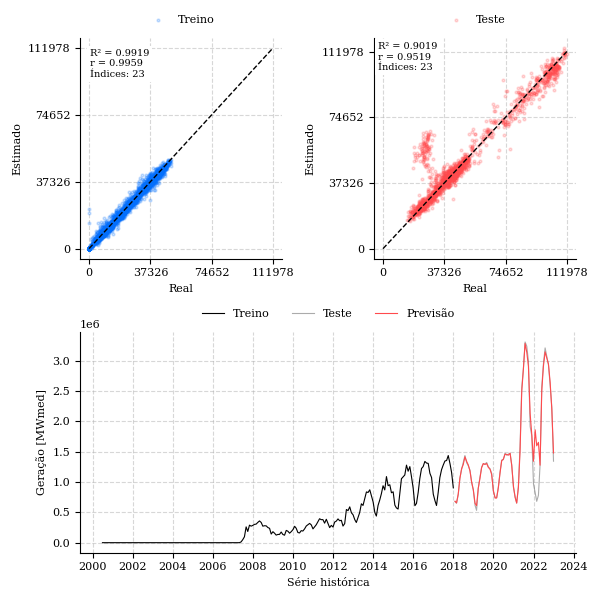 Treino
Teste
R² = 0.9919
r = 0.9959
Índices: 23
R² = 0.9019
r = 0.9519
Índices: 23
111978
74652
37326
0
Estimado
0 37326 74652 111978
Real
111978
74652
37326
0
Estimado
0 37326 74652 111978
Real
Treino Teste Previsão
1e6
3.0
2.5
2.0
1.5
1.0
0.5
0.0
Geração [MWmed]
2000 2002 2004 2006 2008 2010 2012 2014 2016 2018 2020 2022 2024
Série histórica